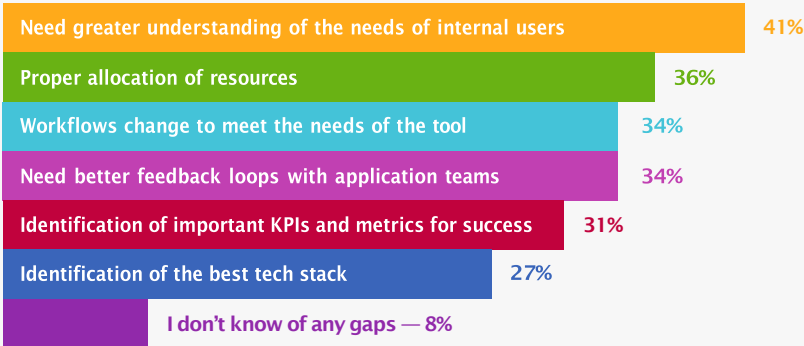 Need greater understanding of the needs of internal users 41%
Proper allocation of resources 36%
Workflows change to meet the needs of the tool 34%
Need better feedback loops with application teams 34%
Identification of important KPIs and metrics for success 31%
Identification of the best tech stack 27%
I don’t know of any gaps — 8%